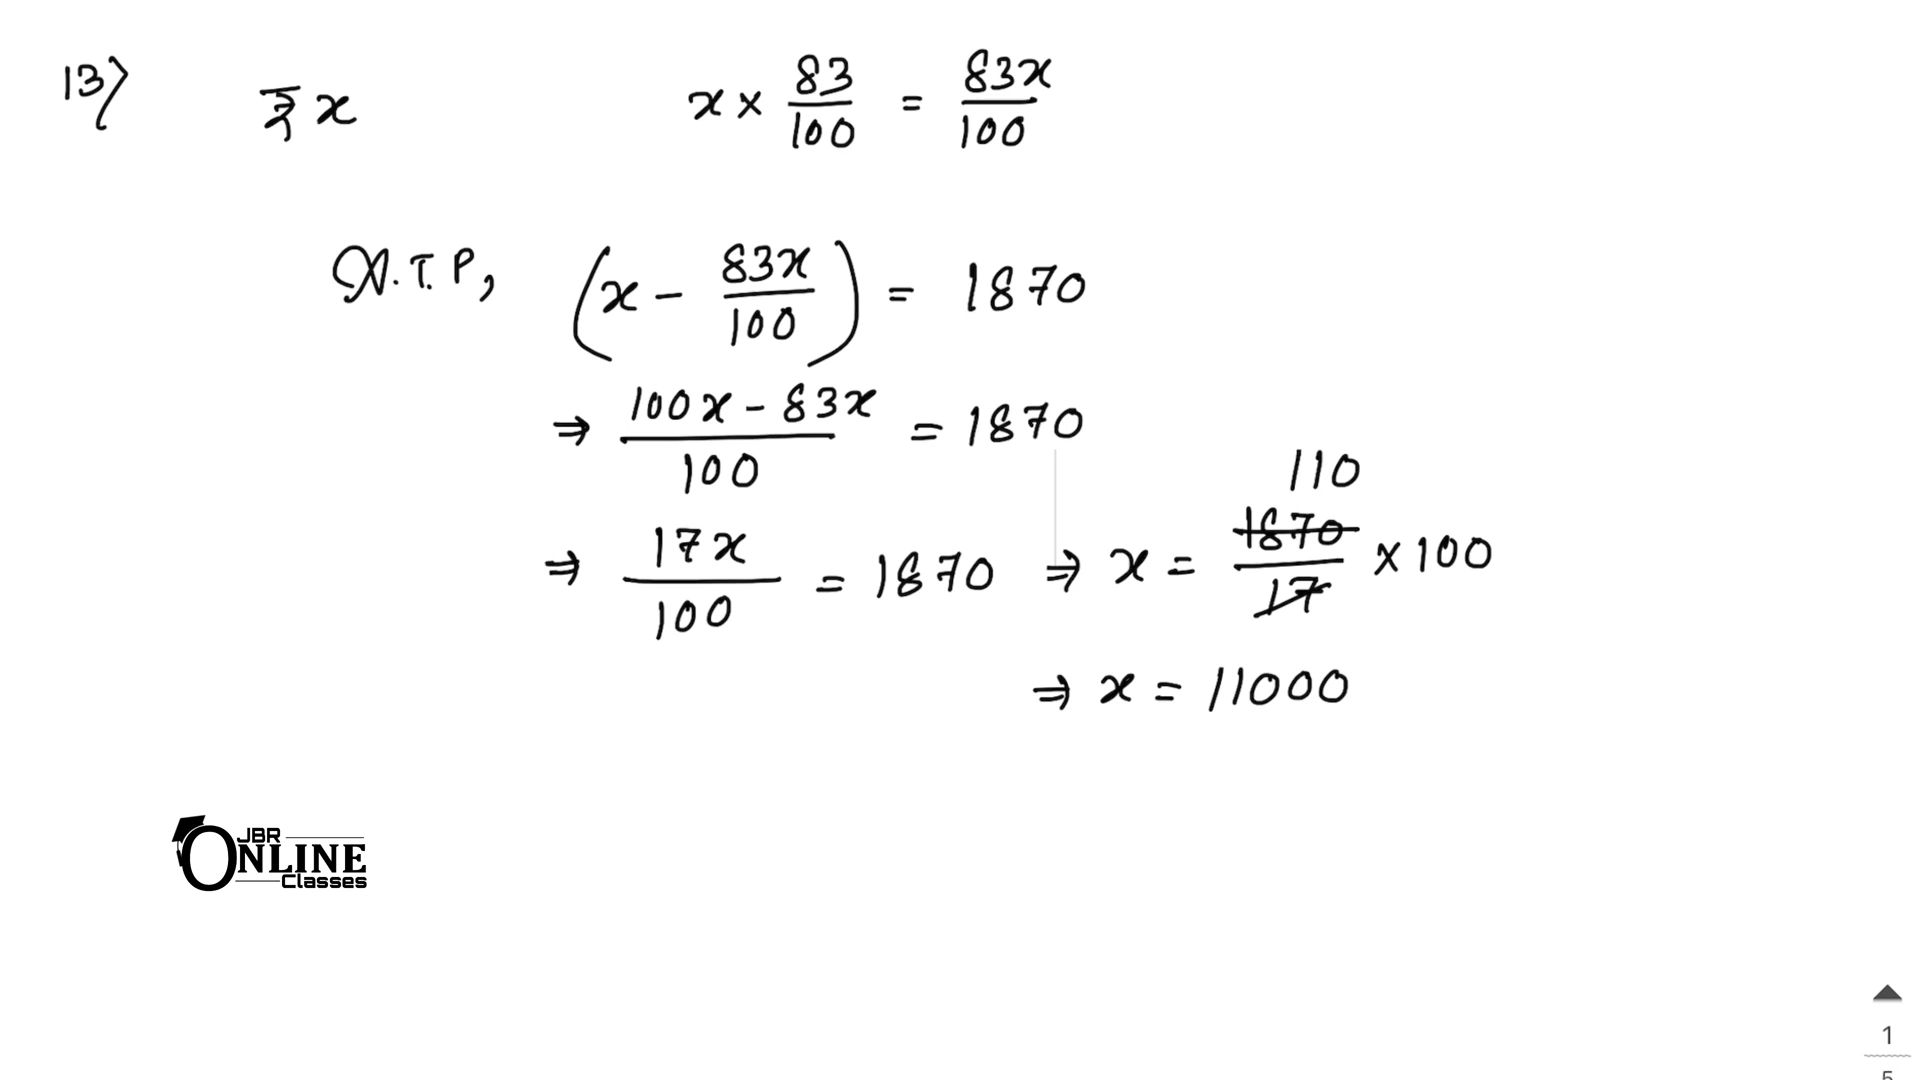 13) ₹ x x × 83/100 = 83x/100
A.T.P, (x - 83x/100) = 1870
⇒ (100x - 83x)/100 = 1870
⇒ 17x/100 = 1870 ⇒ x = 1870/17 × 100
110
⇒ x = 11000
JBR
ONLINE
Classes
1
5